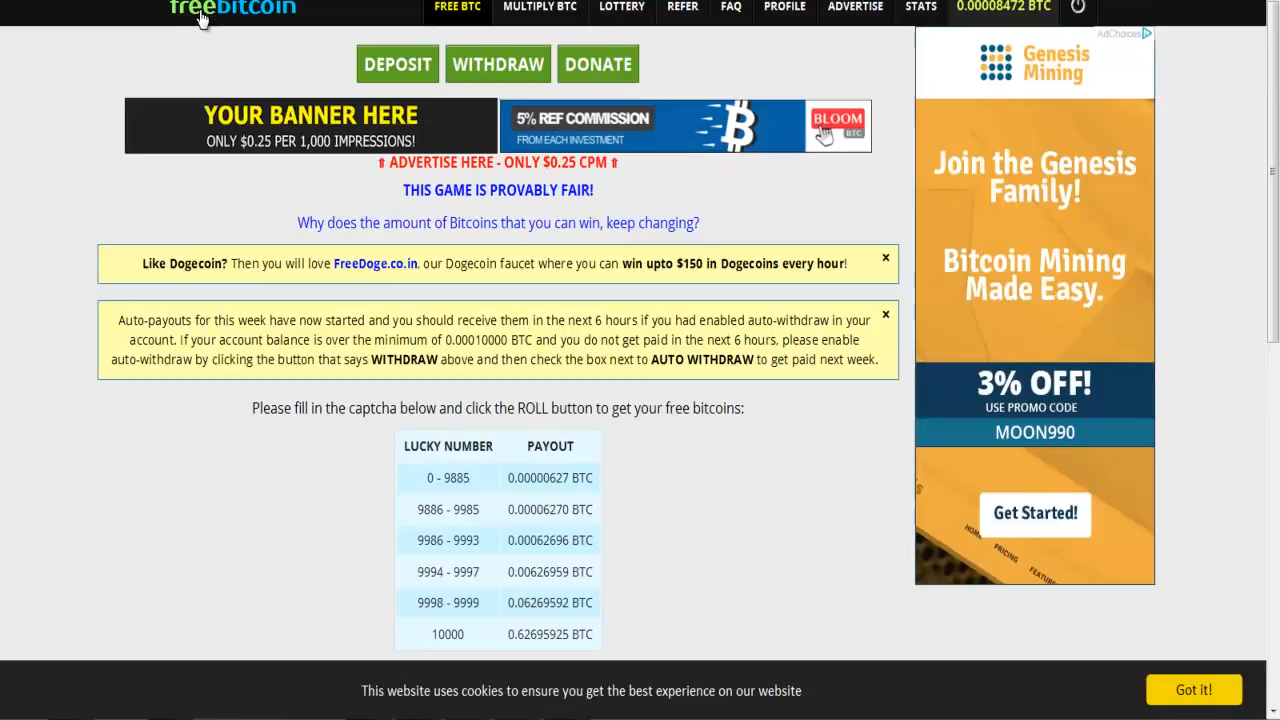 freebitcoin
FREE BTC MULTIPLY BTC LOTTERY REFER FAQ PROFILE ADVERTISE STATS 0.00008472 BTC
DEPOSIT WITHDRAW DONATE
AdChoices
Genesis
Mining
YOUR BANNER HERE
ONLY $0.25 PER 1,000 IMPRESSIONS!
5% REF COMMISSION
FROM EACH INVESTMENT
BLOOM
BTC
⇧ ADVERTISE HERE - ONLY $0.25 CPM ⇧
THIS GAME IS PROVABLY FAIR!
Why does the amount of Bitcoins that you can win, keep changing?
Like Dogecoin? Then you will love FreeDoge.co.in, our Dogecoin faucet where you can win upto $150 in Dogecoins every hour!
×
Auto-payouts for this week have now started and you should receive them in the next 6 hours if you had enabled auto-withdraw in your
account. If your account balance is over the minimum of 0.00010000 BTC and you do not get paid in the next 6 hours, please enable
auto-withdraw by clicking the button that says WITHDRAW above and then check the box next to AUTO WITHDRAW to get paid next week.
×
Please fill in the captcha below and click the ROLL button to get your free bitcoins:
LUCKY NUMBER PAYOUT
0 - 9885 0.00000627 BTC
9886 - 9985 0.00006270 BTC
9986 - 9993 0.00062696 BTC
9994 - 9997 0.00626959 BTC
9998 - 9999 0.06269592 BTC
10000 0.62695925 BTC
Join the Genesis
Family!
Bitcoin Mining
Made Easy.
3% OFF!
USE PROMO CODE
MOON990
Get Started!
HOME
PRICING
This website uses cookies to ensure you get the best experience on our website
Got it!